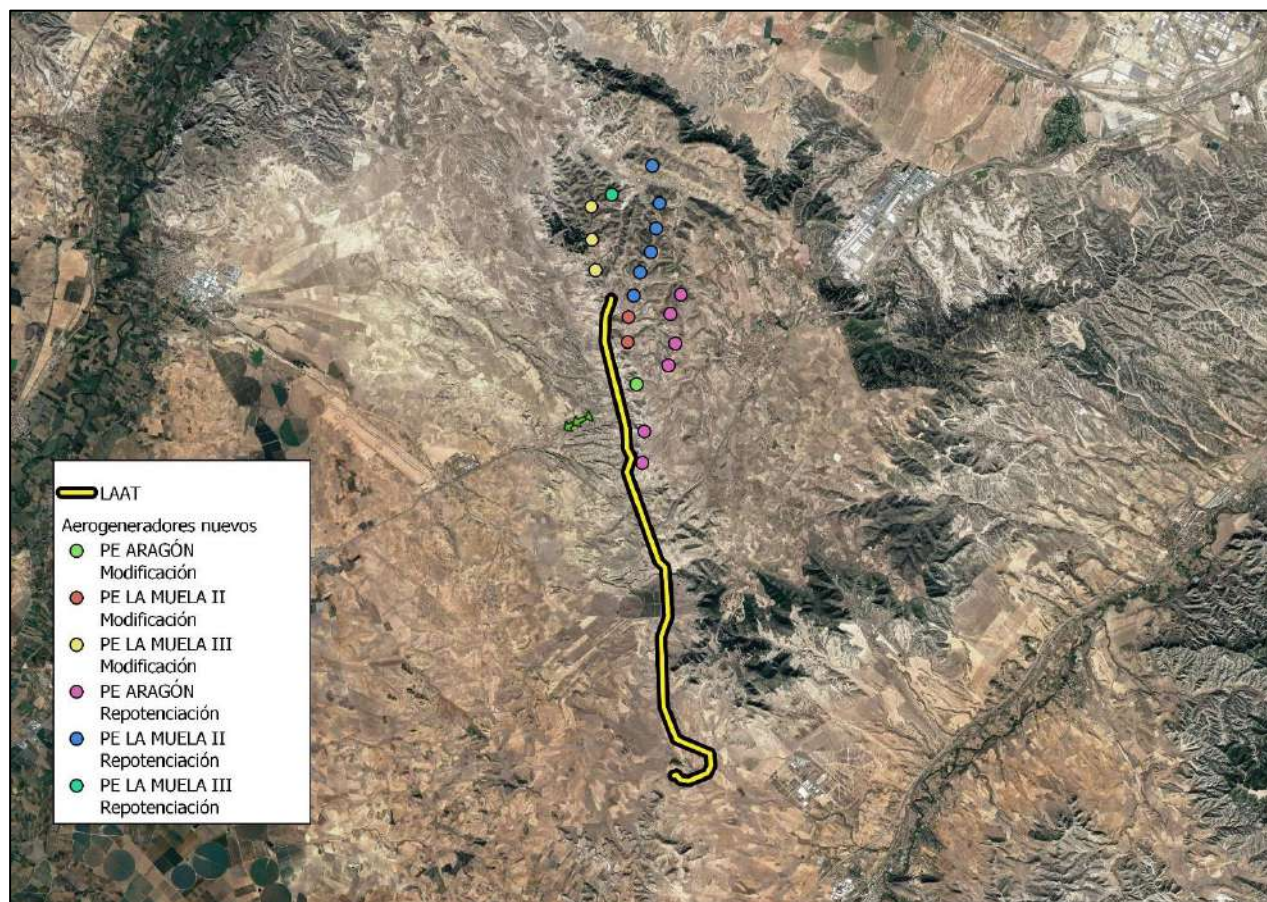 LAAT
Aerogeneradores nuevos
PE ARAGÓN
Modificación
PE LA MUELA II
Modificación
PE LA MUELA III
Modificación
PE ARAGÓN
Repotenciación
PE LA MUELA II
Repotenciación
PE LA MUELA III
Repotenciación